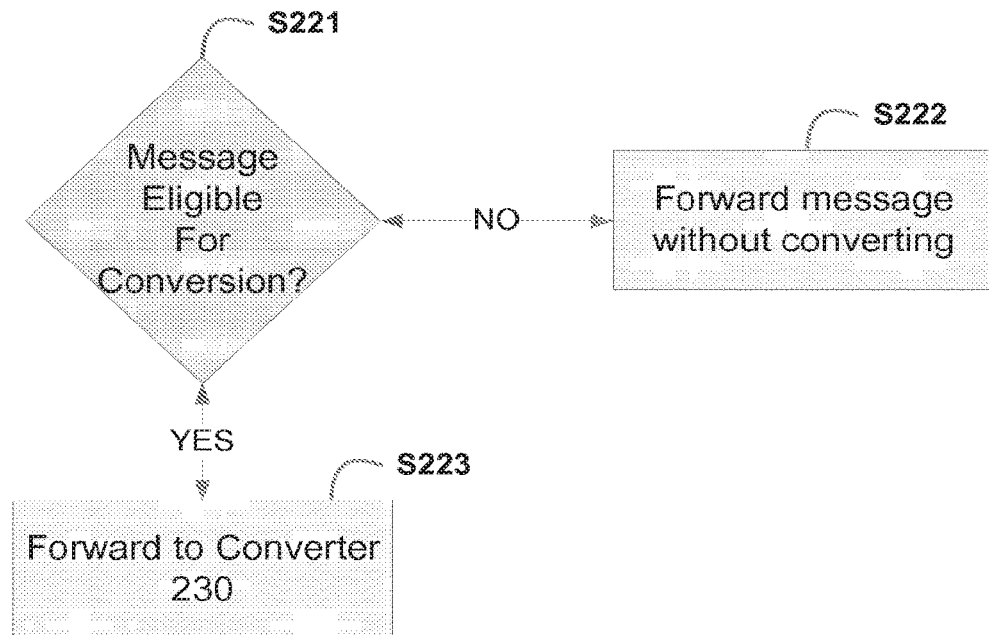 S221
Message
Eligible
For
Conversion?
NO
S222
Forward message
without converting
YES
S223
Forward to Converter
230